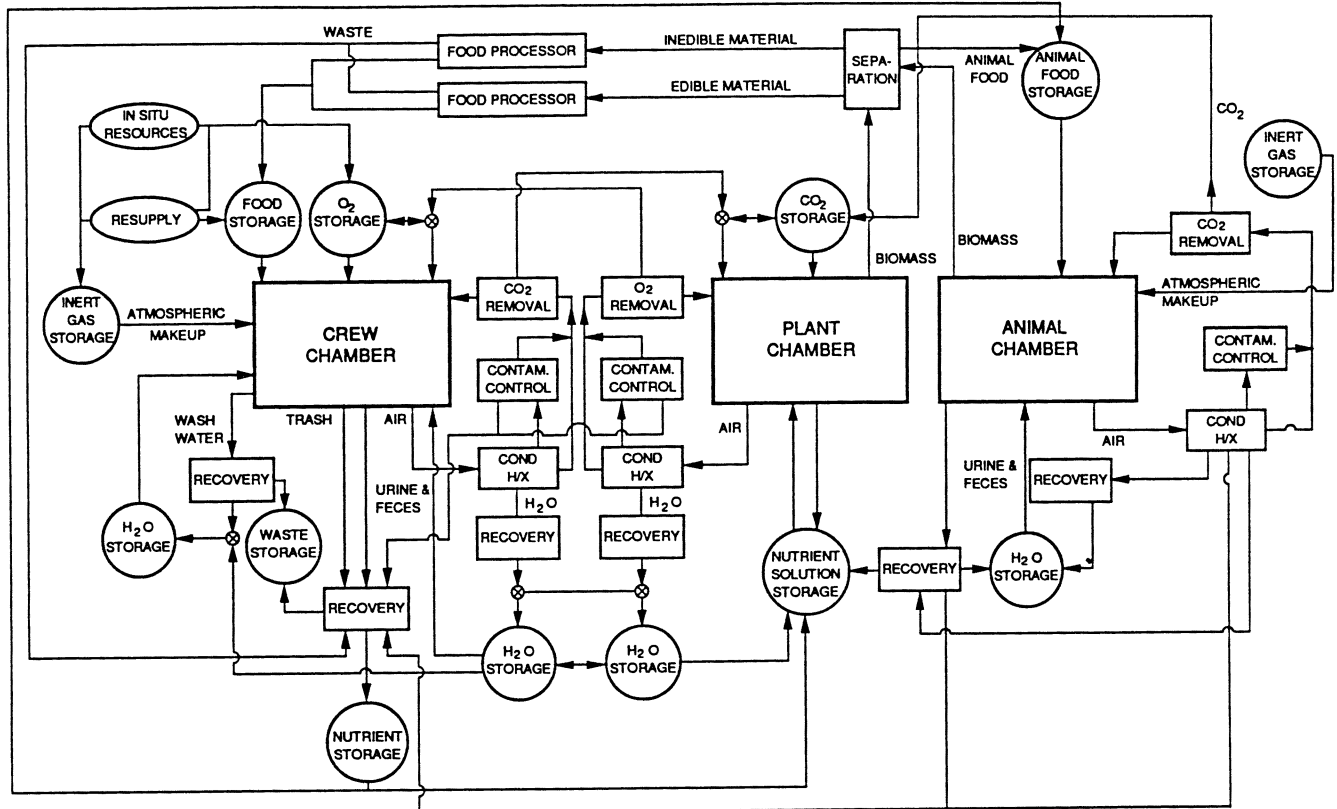 WASTE
FOOD PROCESSOR
INEDIBLE MATERIAL
SEPA-
RATION
ANIMAL
FOOD
ANIMAL
FOOD
STORAGE
FOOD PROCESSOR
EDIBLE MATERIAL
CO2
IN SITU
RESOURCES
INERT
GAS
STORAGE
RESUPPLY
FOOD
STORAGE
O2
STORAGE
CO2
STORAGE
CO2
REMOVAL
BIOMASS
BIOMASS
INERT
GAS
STORAGE
ATMOSPHERIC
MAKEUP
CREW
CHAMBER
CO2
REMOVAL
O2
REMOVAL
PLANT
CHAMBER
ANIMAL
CHAMBER
ATMOSPHERIC
MAKEUP
CONTAM.
CONTROL
CONTAM.
CONTROL
CONTAM.
CONTROL
WASH
WATER
TRASH
AIR
AIR
AIR
COND
H/X
COND
H/X
COND
H/X
RECOVERY
URINE &
FECES
H2O
H2O
URINE &
FECES
RECOVERY
H2O
STORAGE
WASTE
STORAGE
RECOVERY
RECOVERY
NUTRIENT
SOLUTION
STORAGE
RECOVERY
H2O
STORAGE
RECOVERY
H2O
STORAGE
H2O
STORAGE
NUTRIENT
STORAGE